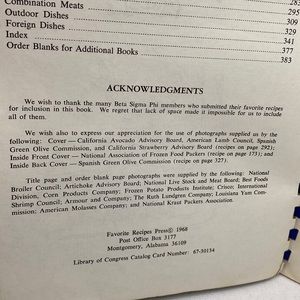 Combination Meats 283
Outdoor Dishes 295
Foreign Dishes 309
329
Index 341
Order Blanks for Additional Books 377
383
ACKNOWLEDGMENTS
We wish to thank the many Beta Sigma Phi members who submitted their favorite recipes
for inclusion in this book. We regret that lack of space made it impossible for us to include
all of them.
We wish also to express our appreciation for the use of photographs supplied by the
following: Cover — California Avocado Advisory Board, American Lamb Council, Spanish
Green Olive Commission, and California Strawberry Advisory Board (recipes on page 292);
Inside Front Cover — National Association of Frozen Food Packers (recipe on page 173); and
Inside Back Cover — Spanish Green Olive Commission (recipe on page 327).
Title page and order blank page photographs were supplied by the following: National
Broiler Council; Artichoke Advisory Board; National Live Stock and Meat Board; Best Foods
Division, Corn Products Company; Frozen Potato Products Institute; Crisco; International
Shrimp Council; Armour and Company; The Ruth Lundgren Company; Louisiana Yam Com-
mission; American Molasses Company; and National Kraut Packers Association.
Favorite Recipes Press© 1968
Post Office Box 3177
Montgomery, Alabama 36109
Library of Congress Catalog Card Number: 67-30134